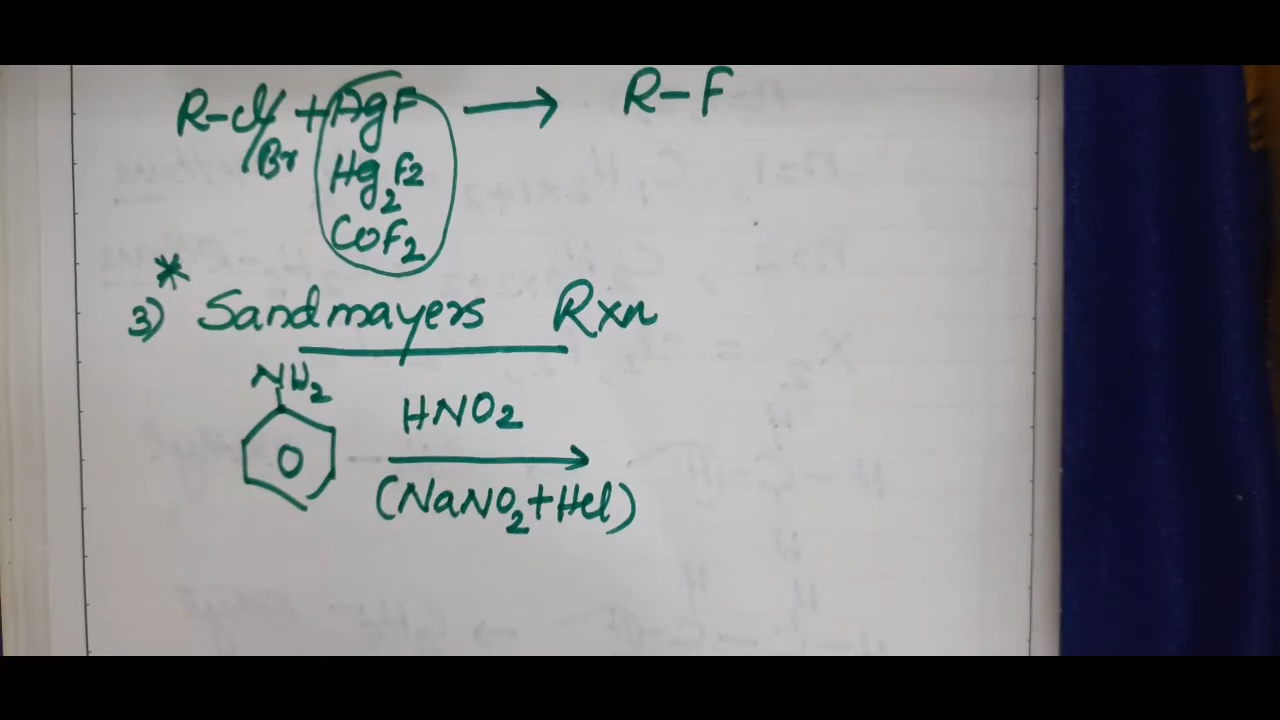 R-Cl/Br + AgF → R-F
Hg2F2
CoF2
*
3) Sandmayers Rxn
NH2
HNO2
(NaNO2+HCl)